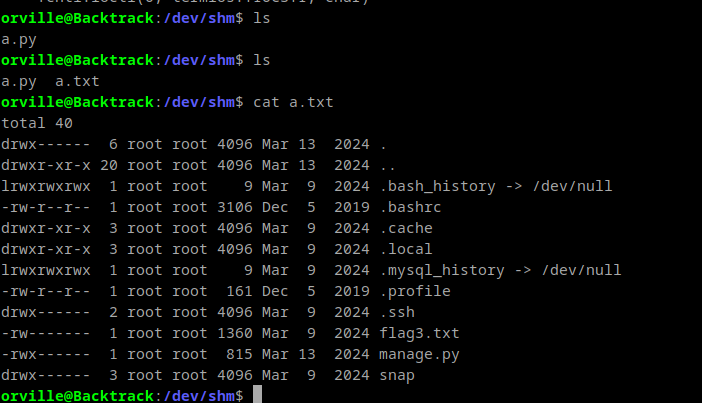 orville@Backtrack:/dev/shm$ ls
a.py
orville@Backtrack:/dev/shm$ ls
a.py  a.txt
orville@Backtrack:/dev/shm$ cat a.txt
total 40
drwx------  6 root root 4096 Mar 13  2024 .
drwxr-xr-x 20 root root 4096 Mar 13  2024 ..
lrwxrwxrwx  1 root root    9 Mar  9  2024 .bash_history -> /dev/null
-rw-r--r--  1 root root 3106 Dec  5  2019 .bashrc
drwxr-xr-x  3 root root 4096 Mar  9  2024 .cache
drwxr-xr-x  3 root root 4096 Mar  9  2024 .local
lrwxrwxrwx  1 root root    9 Mar  9  2024 .mysql_history -> /dev/null
-rw-r--r--  1 root root  161 Dec  5  2019 .profile
drwx------  2 root root 4096 Mar  9  2024 .ssh
-rw-------  1 root root 1360 Mar  9  2024 flag3.txt
-rwx------  1 root root  815 Mar 13  2024 manage.py
drwx------  3 root root 4096 Mar  9  2024 snap
orville@Backtrack:/dev/shm$